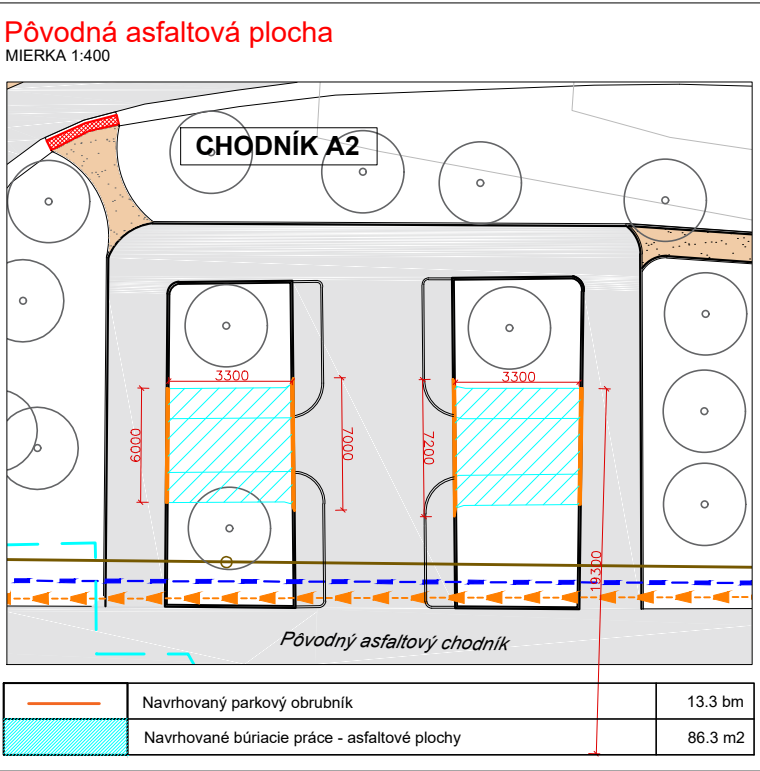 Pôvodná asfaltová plocha
MIERKA 1:400
CHODNÍK A2
3300
3300
6000
7000
7200
19300
Pôvodný asfaltový chodník
Navrhovaný parkový obrubník 13.3 bm
Navrhované búriacie práce - asfaltové plochy 86.3 m2